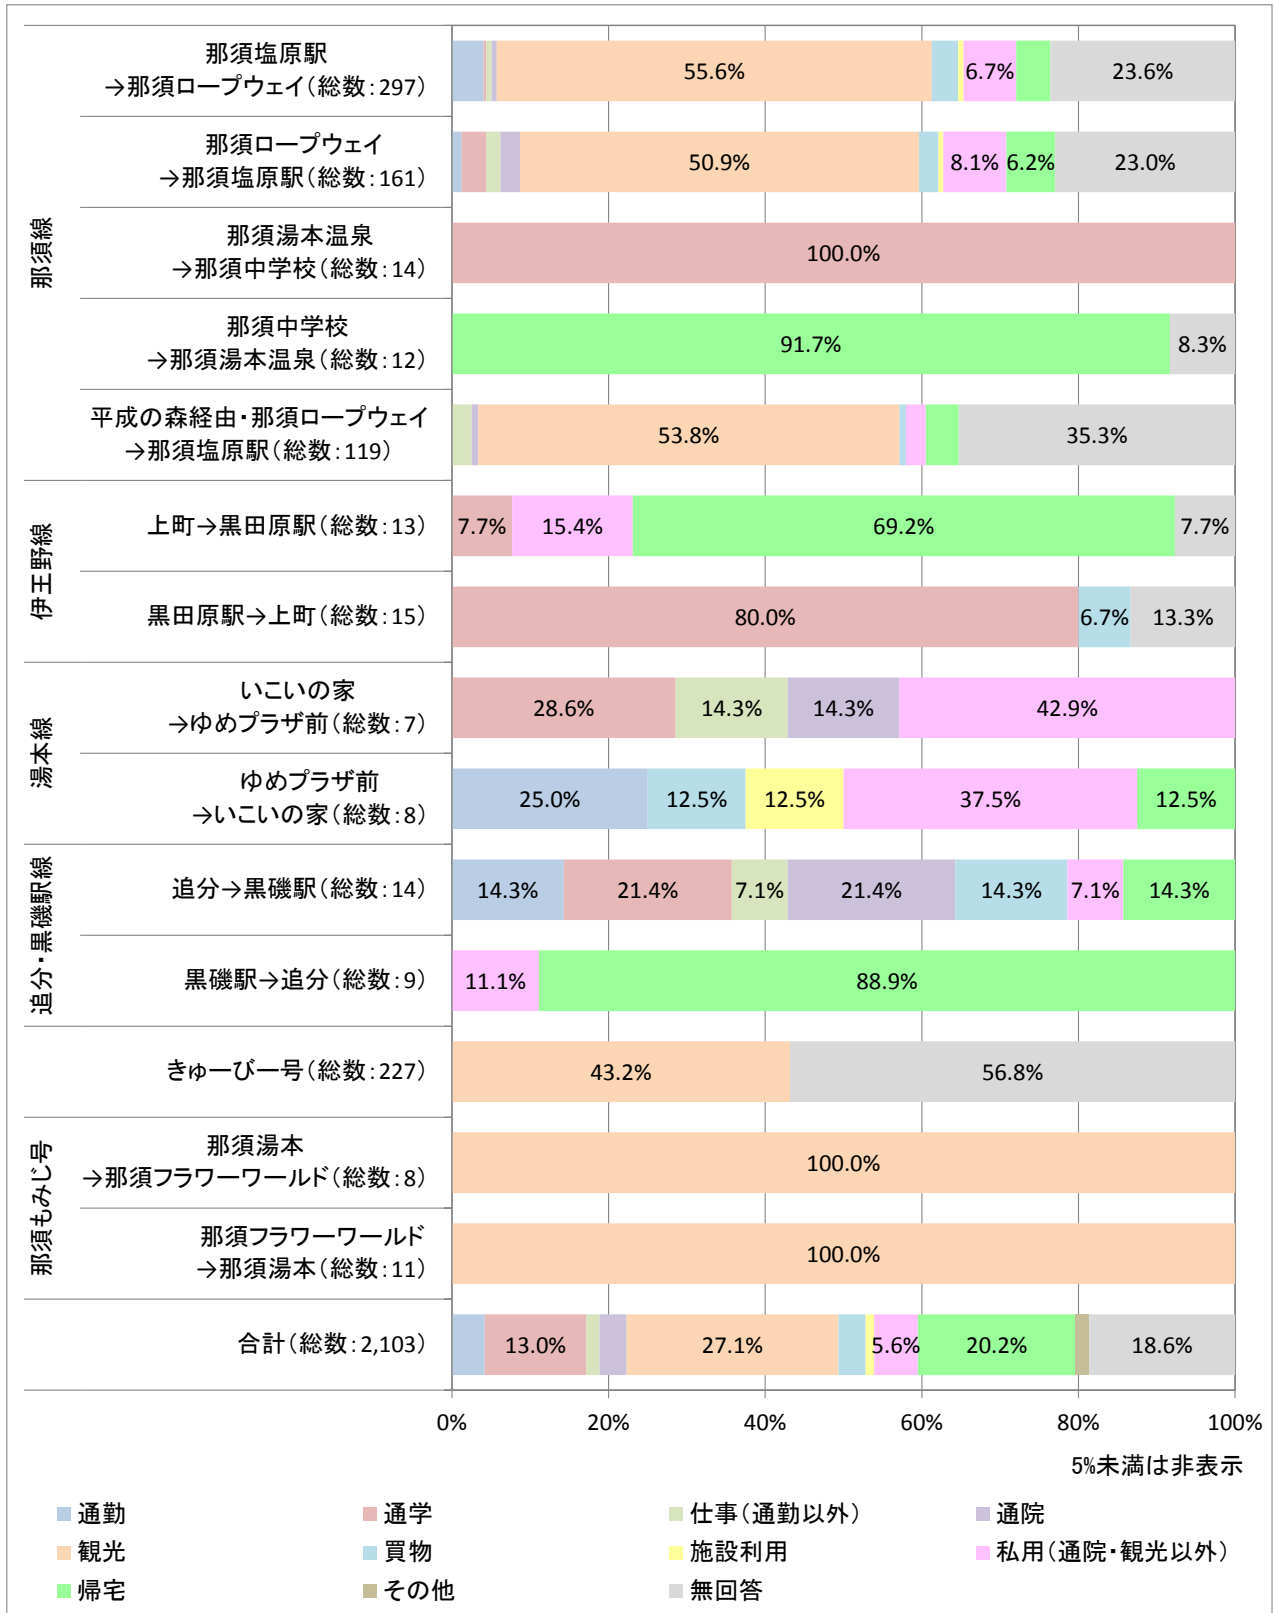 那須線
那須塩原駅
→那須ロープウェイ(総数:297)
55.6%
6.7%
23.6%
那須ロープウェイ
→那須塩原駅(総数:161)
50.9%
8.1%
6.2%
23.0%
那須湯本温泉
→那須中学校(総数:14)
100.0%
那須中学校
→那須湯本温泉(総数:12)
91.7%
8.3%
平成の森経由・那須ロープウェイ
→那須塩原駅(総数:119)
53.8%
35.3%
伊王野線
上町→黒田原駅(総数:13)
7.7%
15.4%
69.2%
7.7%
黒田原駅→上町(総数:15)
80.0%
6.7%
13.3%
湯本線
いこいの家
→ゆめプラザ前(総数:7)
28.6%
14.3%
14.3%
42.9%
ゆめプラザ前
→いこいの家(総数:8)
25.0%
12.5%
12.5%
37.5%
12.5%
追分・黒磯駅線
追分→黒磯駅(総数:14)
14.3%
21.4%
7.1%
21.4%
14.3%
7.1%
14.3%
黒磯駅→追分(総数:9)
11.1%
88.9%
きゅーびー号(総数:227)
43.2%
56.8%
那須もみじ号
那須湯本
→那須フラワーワールド(総数:8)
100.0%
那須フラワーワールド
→那須湯本(総数:11)
100.0%
合計(総数:2,103)
13.0%
27.1%
5.6%
20.2%
18.6%
0%
20%
40%
60%
80%
100%
5%未満は非表示
通勤
通学
仕事(通勤以外)
通院
観光
買物
施設利用
私用(通院・観光以外)
帰宅
その他
無回答